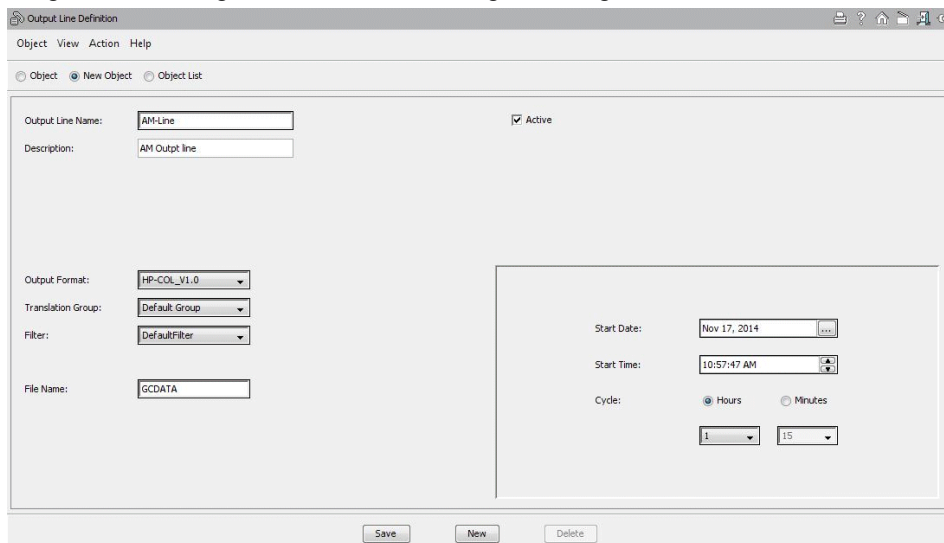 Output Line Definition
Object View Action Help
Object New Object Object List
Output Line Name: AM-Line Active
Description: AM Outpt line
Output Format: HP-COL_V1.0
Translation Group: Default Group
Filter: DefaultFilter
Start Date: Nov 17, 2014 ...
Start Time: 10:57:47 AM
File Name: GCDATA
Cycle: Hours Minutes
1 15
Save New Delete